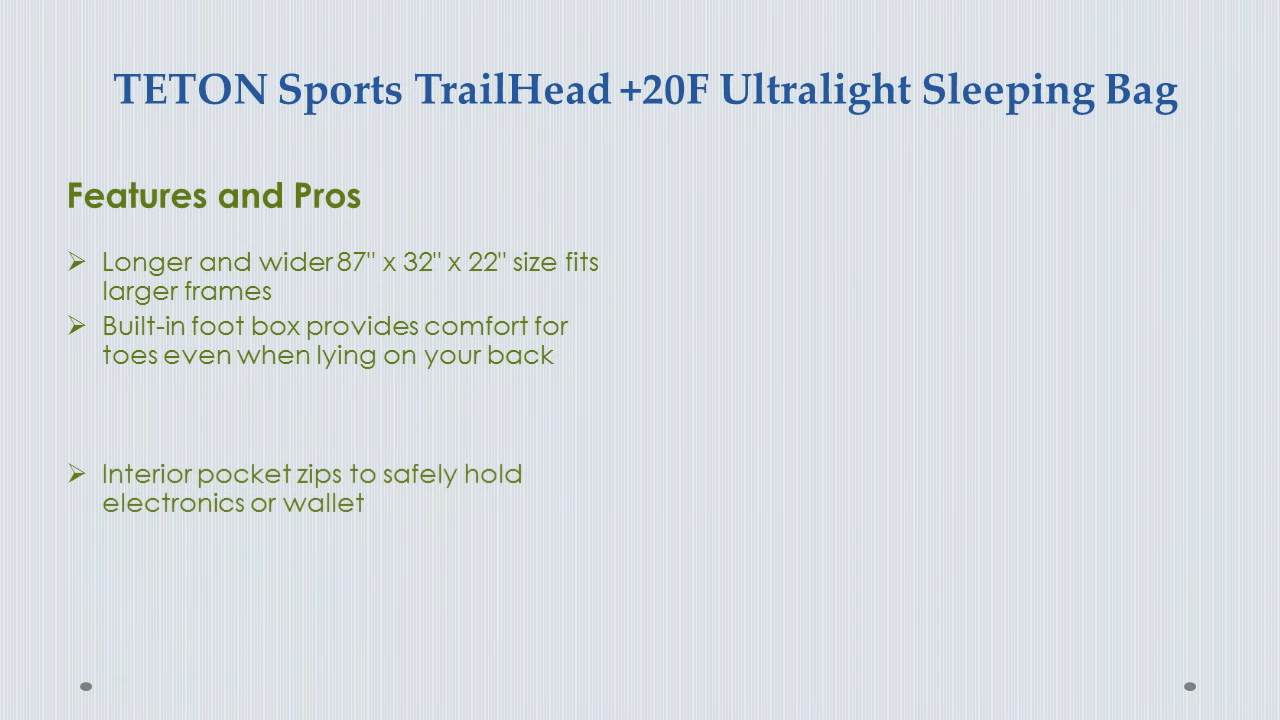 TETON Sports TrailHead +20F Ultralight Sleeping Bag
Features and Pros
➢ Longer and wider 87" x 32" x 22" size fits
larger frames
➢ Built-in foot box provides comfort for
toes even when lying on your back
➢ Interior pocket zips to safely hold
electronics or wallet